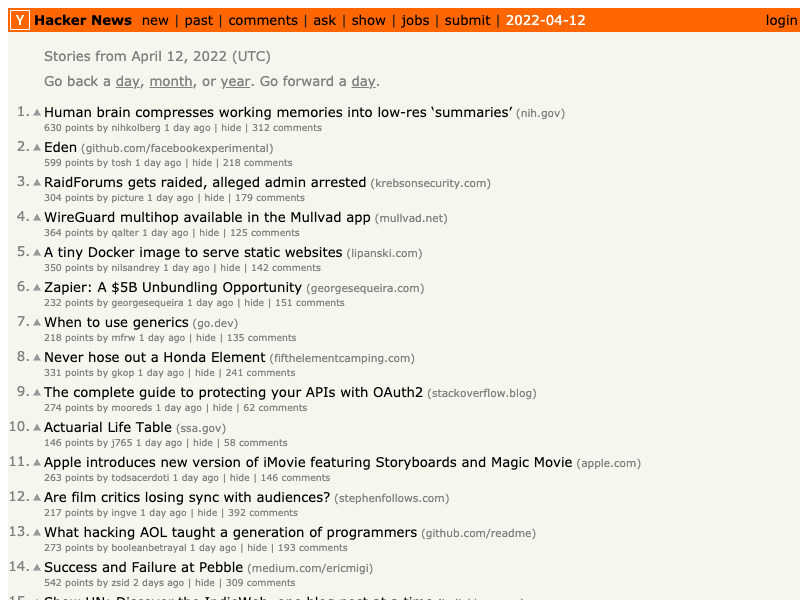 Y Hacker News new | past | comments | ask | show | jobs | submit | 2022-04-12 login
Stories from April 12, 2022 (UTC)
Go back a day, month, or year. Go forward a day.
1. Human brain compresses working memories into low-res ‘summaries’ (nih.gov)
630 points by nihkolberg 1 day ago | hide | 312 comments
2. Eden (github.com/facebookexperimental)
599 points by tosh 1 day ago | hide | 218 comments
3. RaidForums gets raided, alleged admin arrested (krebsonsecurity.com)
304 points by picture 1 day ago | hide | 179 comments
4. WireGuard multihop available in the Mullvad app (mullvad.net)
364 points by qalter 1 day ago | hide | 125 comments
5. A tiny Docker image to serve static websites (lipanski.com)
350 points by nilsandrey 1 day ago | hide | 142 comments
6. Zapier: A $5B Unbundling Opportunity (georgesequeira.com)
232 points by georgesequeira 1 day ago | hide | 151 comments
7. When to use generics (go.dev)
218 points by mfrw 1 day ago | hide | 135 comments
8. Never hose out a Honda Element (fifthelementcamping.com)
331 points by gkop 1 day ago | hide | 241 comments
9. The complete guide to protecting your APIs with OAuth2 (stackoverflow.blog)
274 points by mooreds 1 day ago | hide | 62 comments
10. Actuarial Life Table (ssa.gov)
146 points by j765 1 day ago | hide | 58 comments
11. Apple introduces new version of iMovie featuring Storyboards and Magic Movie (apple.com)
263 points by todsacerdoti 1 day ago | hide | 146 comments
12. Are film critics losing sync with audiences? (stephenfollows.com)
217 points by ingve 1 day ago | hide | 392 comments
13. What hacking AOL taught a generation of programmers (github.com/readme)
273 points by booleanbetrayal 1 day ago | hide | 193 comments
14. Success and Failure at Pebble (medium.com/ericmigi)
542 points by zsid 2 days ago | hide | 309 comments
15. Show HN: Discover the IndieWeb, one blog post at a time